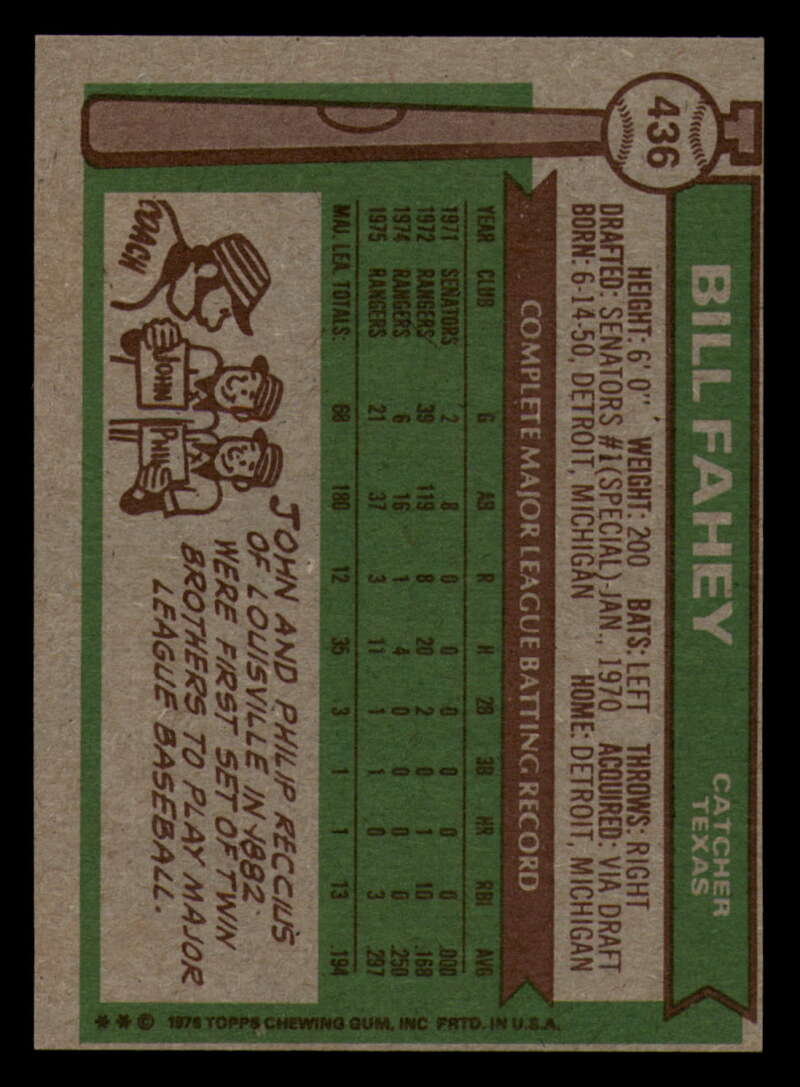 436
BILL FAHEY
CATCHER
TEXAS
HEIGHT: 6' 0" WEIGHT: 200 BATS: LEFT THROWS: RIGHT
DRAFTED: SENATORS #1(SPECIAL)-JAN., 1970 ACQUIRED: VIA DRAFT
BORN: 6-14-50, DETROIT, MICHIGAN HOME: DETROIT, MICHIGAN
COMPLETE MAJOR LEAGUE BATTING RECORD
YEAR CLUB G AB R H 2B 3B HR RBI AVG
1971 SENATORS 2 8 0 0 0 0 0 0 .000
1972 RANGERS 39 119 8 20 2 0 1 10 .168
1974 RANGERS 6 16 1 4 0 0 0 0 .250
1975 RANGERS 21 37 3 11 1 1 0 3 .297
MAJ. LEA. TOTALS: 68 180 12 35 3 1 1 13 .194
COACH
JOHN
PHIL
JOHN AND PHILIP RECCIUS
OF LOUISVILLE IN 1882
WERE FIRST SET OF TWIN
BROTHERS TO PLAY MAJOR
LEAGUE BASEBALL.
* * © 1976 TOPPS CHEWING GUM, INC PRTD. IN U.S.A.